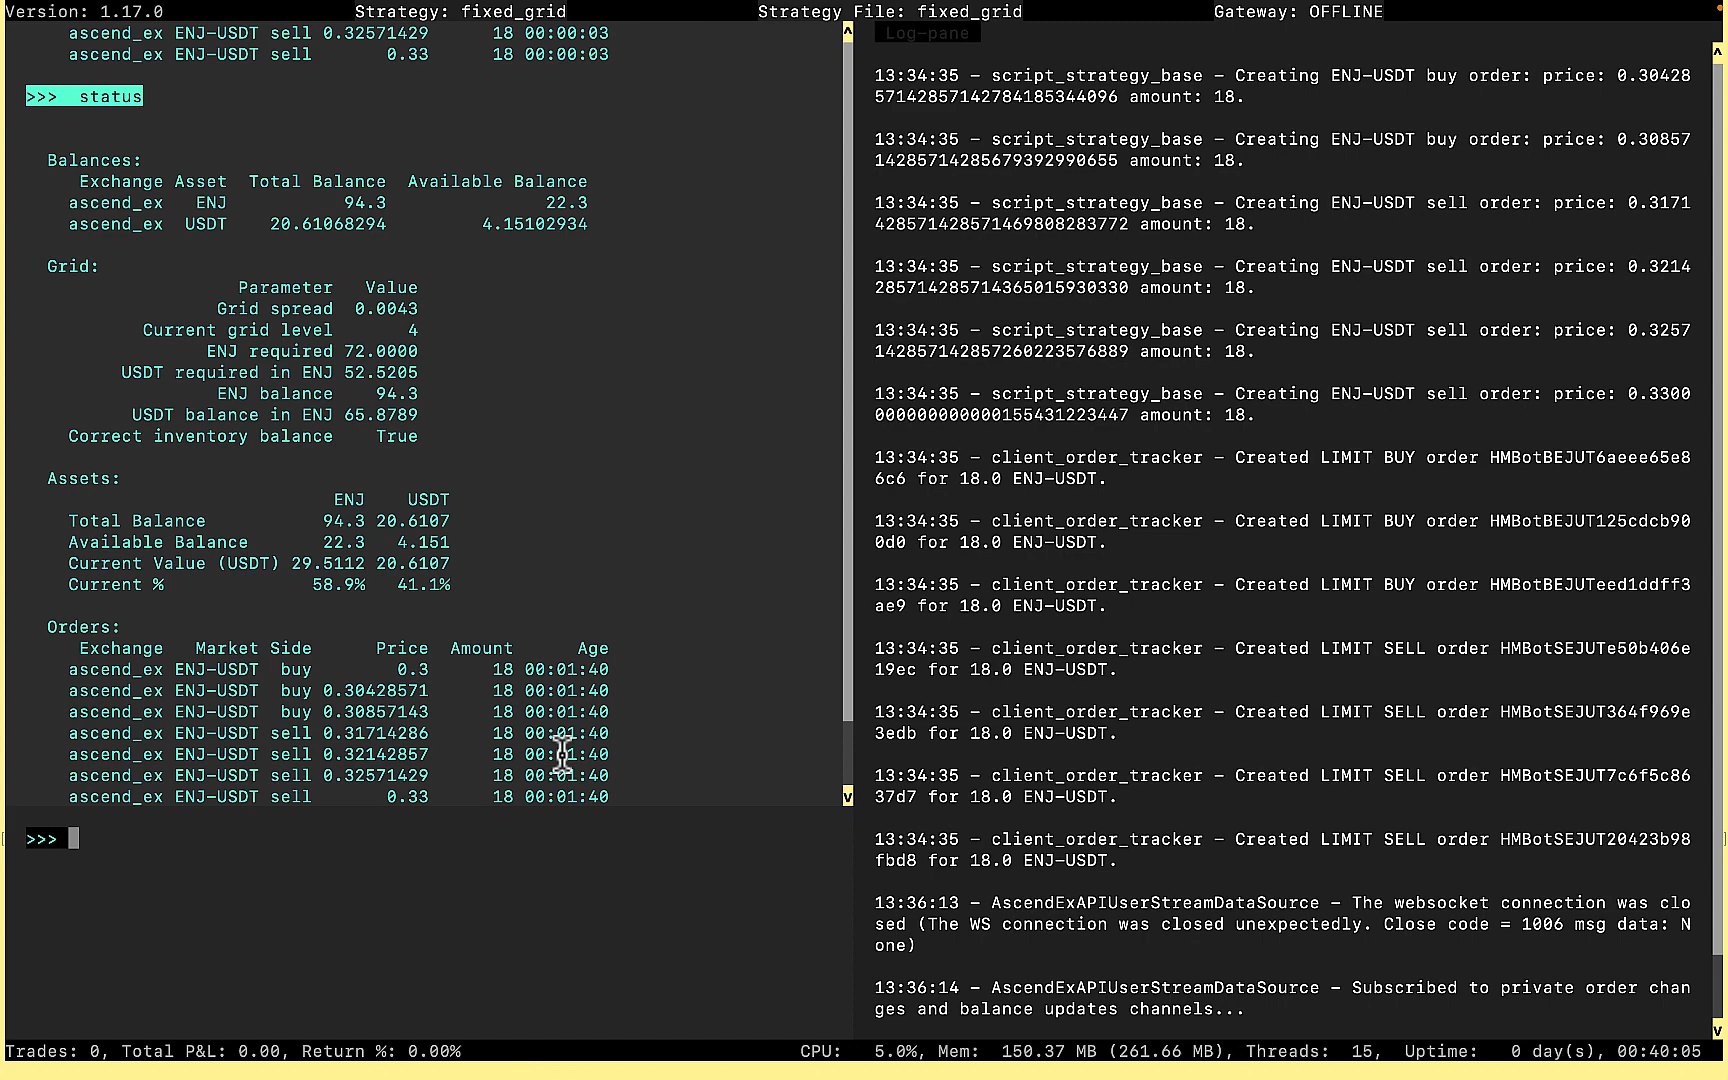 Version: 1.17.0 Strategy: fixed_grid Strategy File: fixed_grid Gateway: OFFLINE
ascend_ex ENJ-USDT sell 0.32571429 18 00:00:03
ascend_ex ENJ-USDT sell 0.33 18 00:00:03
>>> status
Balances:
Exchange Asset Total Balance Available Balance
ascend_ex ENJ 94.3 22.3
ascend_ex USDT 20.61068294 4.15102934
Grid:
Parameter Value
Grid spread 0.0043
Current grid level 4
ENJ required 72.0000
USDT required in ENJ 52.5205
ENJ balance 94.3
USDT balance in ENJ 65.8789
Correct inventory balance True
Assets:
ENJ USDT
Total Balance 94.3 20.6107
Available Balance 22.3 4.151
Current Value (USDT) 29.5112 20.6107
Current % 58.9% 41.1%
Orders:
Exchange Market Side Price Amount Age
ascend_ex ENJ-USDT buy 0.3 18 00:01:40
ascend_ex ENJ-USDT buy 0.30428571 18 00:01:40
ascend_ex ENJ-USDT buy 0.30857143 18 00:01:40
ascend_ex ENJ-USDT sell 0.31714286 18 00:01:40
ascend_ex ENJ-USDT sell 0.32142857 18 00:01:40
ascend_ex ENJ-USDT sell 0.32571429 18 00:01:40
ascend_ex ENJ-USDT sell 0.33 18 00:01:40
>>>
Log-pane
13:34:35 - script_strategy_base - Creating ENJ-USDT buy order: price: 0.30428
5714285714278418534​4096 amount: 18.
13:34:35 - script_strategy_base - Creating ENJ-USDT buy order: price: 0.30857
14285714285679392990655 amount: 18.
13:34:35 - script_strategy_base - Creating ENJ-USDT sell order: price: 0.3171
428571428571469808283772 amount: 18.
13:34:35 - script_strategy_base - Creating ENJ-USDT sell order: price: 0.3214
285714285714365015930330 amount: 18.
13:34:35 - script_strategy_base - Creating ENJ-USDT sell order: price: 0.3257
142857142857260223576889 amount: 18.
13:34:35 - script_strategy_base - Creating ENJ-USDT sell order: price: 0.3300
000000000000155431223447 amount: 18.
13:34:35 - client_order_tracker - Created LIMIT BUY order HMBotBEJUT6aeee65e8
6c6 for 18.0 ENJ-USDT.
13:34:35 - client_order_tracker - Created LIMIT BUY order HMBotBEJUT125cdcb90
0d0 for 18.0 ENJ-USDT.
13:34:35 - client_order_tracker - Created LIMIT BUY order HMBotBEJUTeed1ddff3
ae9 for 18.0 ENJ-USDT.
13:34:35 - client_order_tracker - Created LIMIT SELL order HMBotSEJUTe50b406e
19ec for 18.0 ENJ-USDT.
13:34:35 - client_order_tracker - Created LIMIT SELL order HMBotSEJUT364f969e
3edb for 18.0 ENJ-USDT.
13:34:35 - client_order_tracker - Created LIMIT SELL order HMBotSEJUT7c6f5c86
37d7 for 18.0 ENJ-USDT.
13:34:35 - client_order_tracker - Created LIMIT SELL order HMBotSEJUT20423b98
fbd8 for 18.0 ENJ-USDT.
13:36:13 - AscendExAPIUserStreamDataSource - The websocket connection was clo
sed (The WS connection was closed unexpectedly. Close code = 1006 msg data: N
one)
13:36:14 - AscendExAPIUserStreamDataSource - Subscribed to private order chan
ges and balance updates channels...
Trades: 0, Total P&L: 0.00, Return %: 0.00% CPU: 5.0%, Mem: 150.37 MB (261.66 MB), Threads: 15, Uptime: 0 day(s), 00:40:05